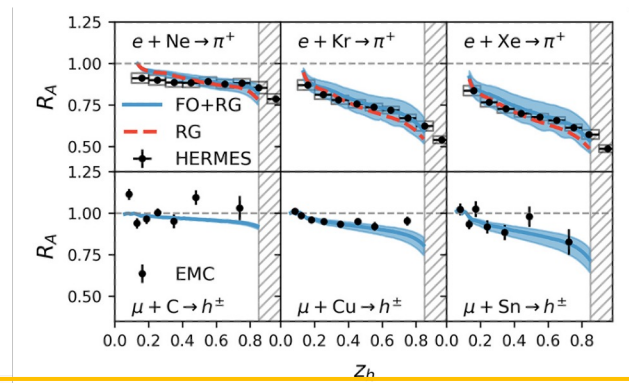 1.25
e + Ne → π⁺
e + Kr → π⁺
e + Xe → π⁺
1.00
R_A
0.75
FO+RG
RG
0.50
HERMES
1.25
1.00
R_A
0.75
EMC
0.50
μ + C → h^±
μ + Cu → h^±
μ + Sn → h^±
0.0 0.2 0.4 0.6 0.8 0.0 0.2 0.4 0.6 0.8 0.0 0.2 0.4 0.6 0.8
z_h